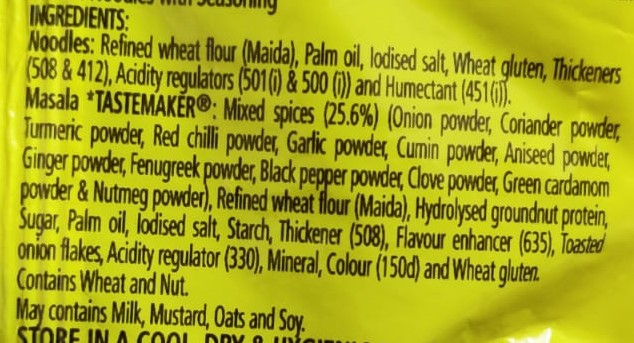 Noodles with Seasoning
INGREDIENTS:
Noodles: Refined wheat flour (Maida), Palm oil, Iodised salt, Wheat gluten, Thickeners
(508 & 412), Acidity regulators (501(i) & 500 (i)) and Humectant (451(i)).
Masala *TASTEMAKER®: Mixed spices (25.6%) (Onion powder, Coriander powder,
Turmeric powder, Red chilli powder, Garlic powder, Cumin powder, Aniseed powder,
Ginger powder, Fenugreek powder, Black pepper powder, Clove powder, Green cardamom
powder & Nutmeg powder), Refined wheat flour (Maida), Hydrolysed groundnut protein,
Sugar, Palm oil, Iodised salt, Starch, Thickener (508), Flavour enhancer (635), Toasted
onion flakes, Acidity regulator (330), Mineral, Colour (150d) and Wheat gluten.
Contains Wheat and Nut.
May contains Milk, Mustard, Oats and Soy.
STORE IN A COOL, DRY &